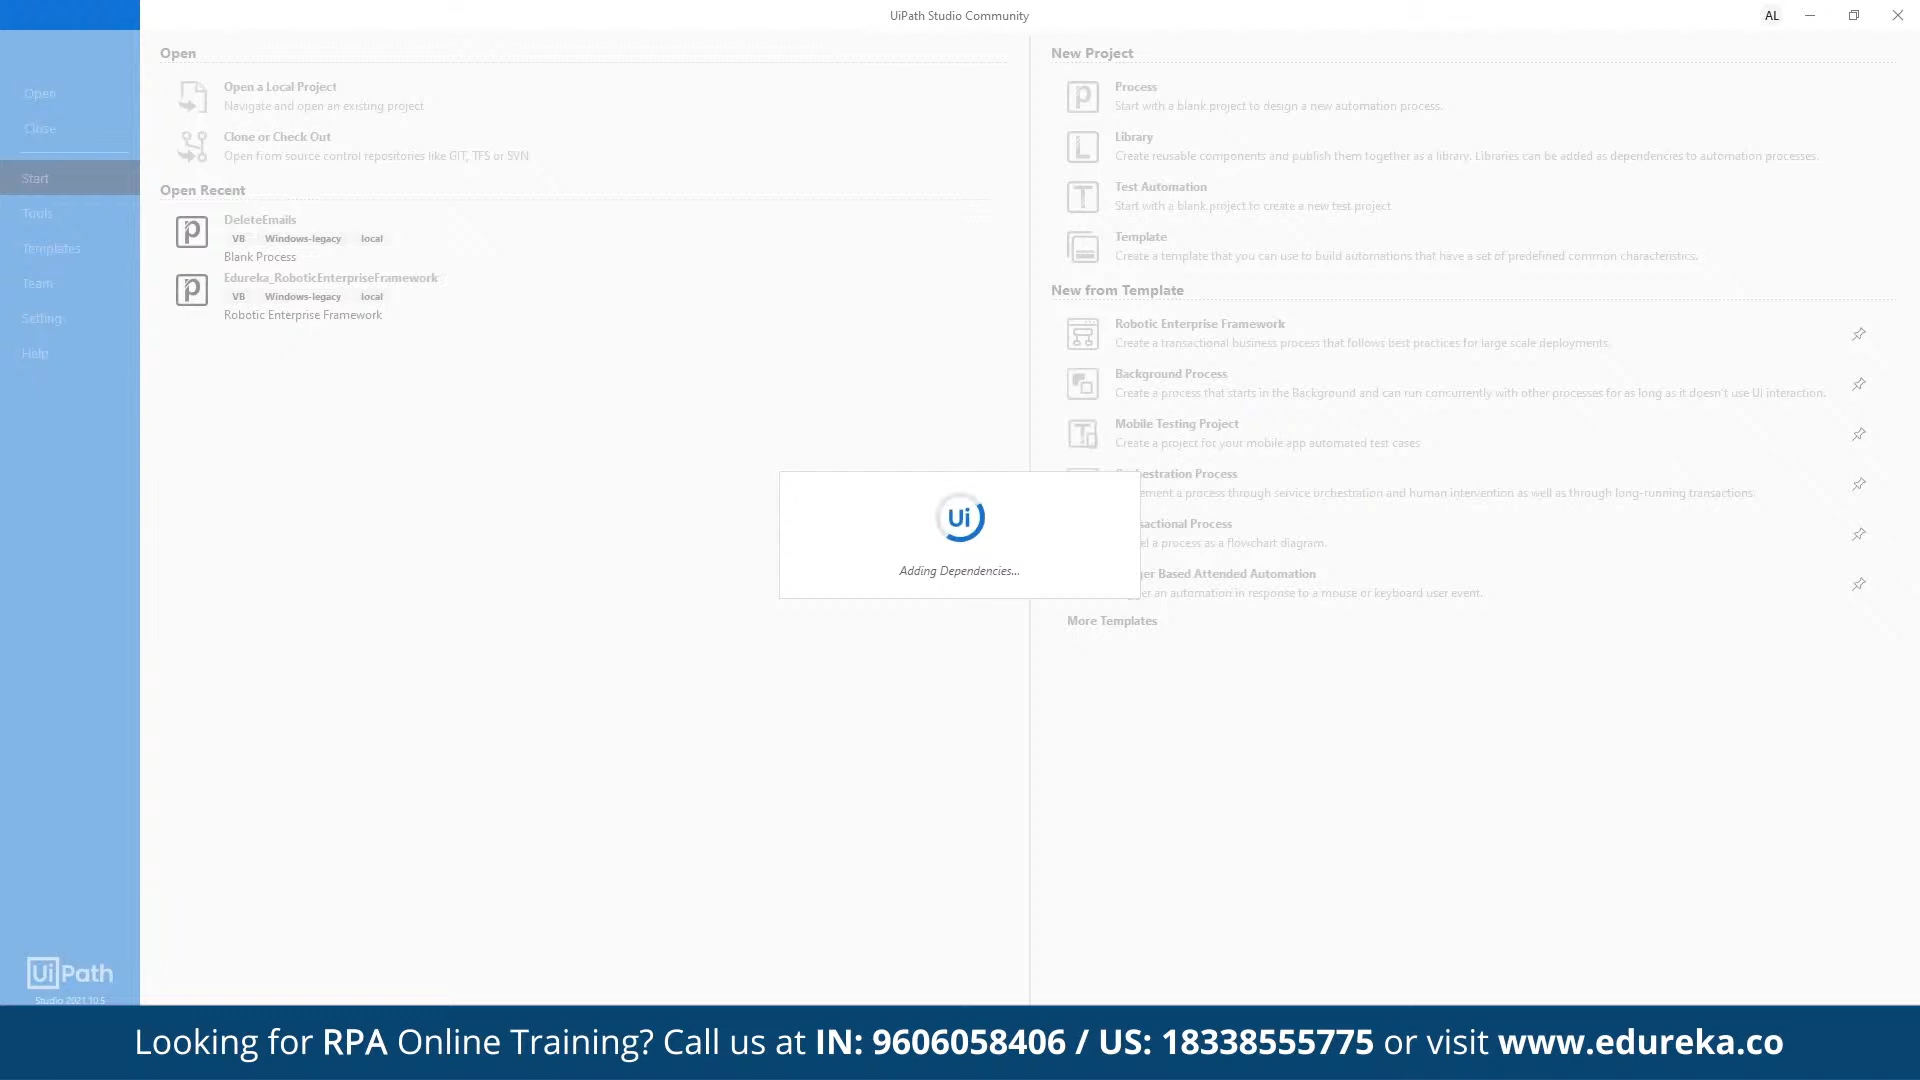 UiPath Studio Community
AL
Open
Close
Start
Tools
Templates
Team
Settings
Help
UiPath
Studio 2021.10.5
Open
Open a Local Project
Navigate and open an existing project
Clone or Check Out
Open from source control repositories like GIT, TFS or SVN
Open Recent
DeleteEmails
VB Windows-legacy local
Blank Process
Edureka_RoboticEnterpriseFramework
VB Windows-legacy local
Robotic Enterprise Framework
New Project
Process
Start with a blank project to design a new automation process.
Library
Create reusable components and publish them together as a library. Libraries can be added as dependencies to automation processes.
Test Automation
Start with a blank project to create a new test project
Template
Create a template that you can use to build automations that have a set of predefined common characteristics.
New from Template
Robotic Enterprise Framework
Create a transactional business process that follows best practices for large scale deployments.
Background Process
Create a process that starts in the Background and can run concurrently with other processes for as long as it doesn't use UI interaction.
Mobile Testing Project
Create a project for your mobile app automated test cases
Process
a process through service orchestration and human intervention as well as through long-running transactions
Process
a process as a flowchart diagram.
Based Attended Automation
an automation in response to a mouse or keyboard user event.
More Templates
Ui
Adding Dependencies...
Looking for RPA Online Training? Call us at IN: 9606058406 / US: 18338555775 or visit www.edureka.co